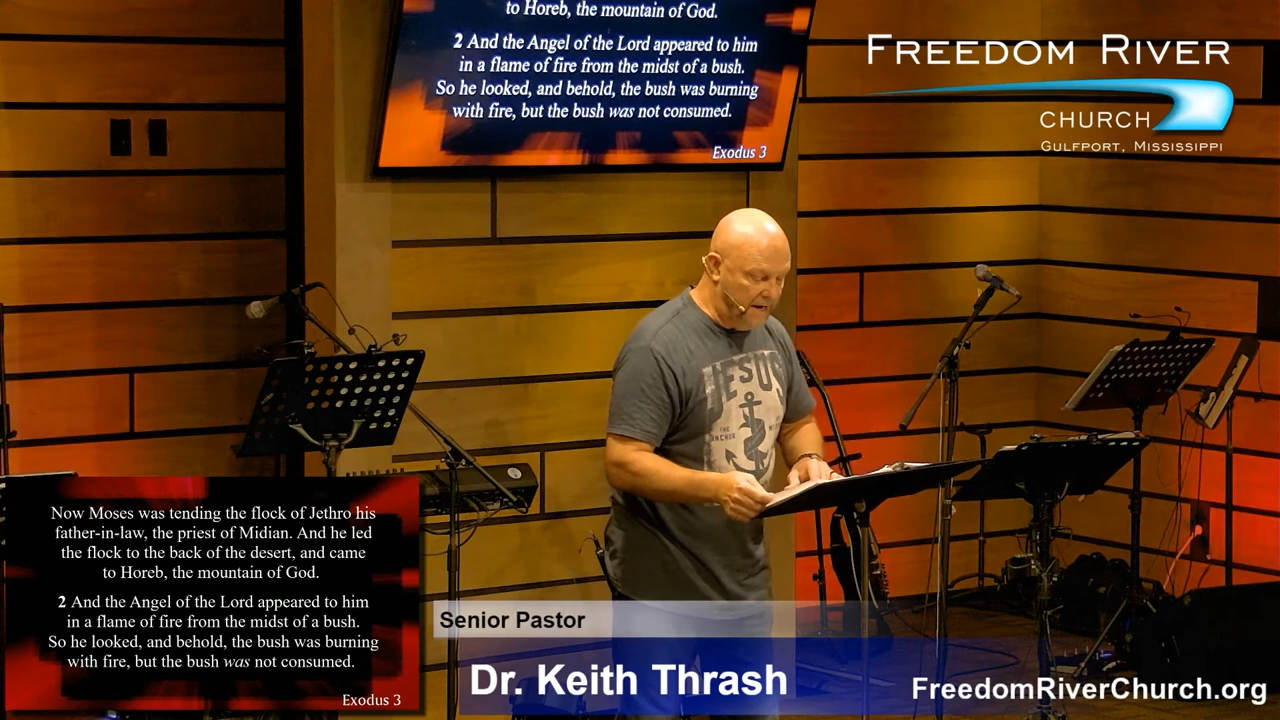 to Horeb, the mountain of God.
2 And the Angel of the Lord appeared to him
in a flame of fire from the midst of a bush.
So he looked, and behold, the bush was burning
with fire, but the bush was not consumed.
Exodus 3
FREEDOM RIVER
CHURCH
GULFPORT, MISSISSIPPI
JESUS
THE
ANCHOR
Now Moses was tending the flock of Jethro his
father-in-law, the priest of Midian. And he led
the flock to the back of the desert, and came
to Horeb, the mountain of God.
2 And the Angel of the Lord appeared to him
in a flame of fire from the midst of a bush.
So he looked, and behold, the bush was burning
with fire, but the bush was not consumed.
Exodus 3
Senior Pastor
Dr. Keith Thrash
FreedomRiverChurch.org